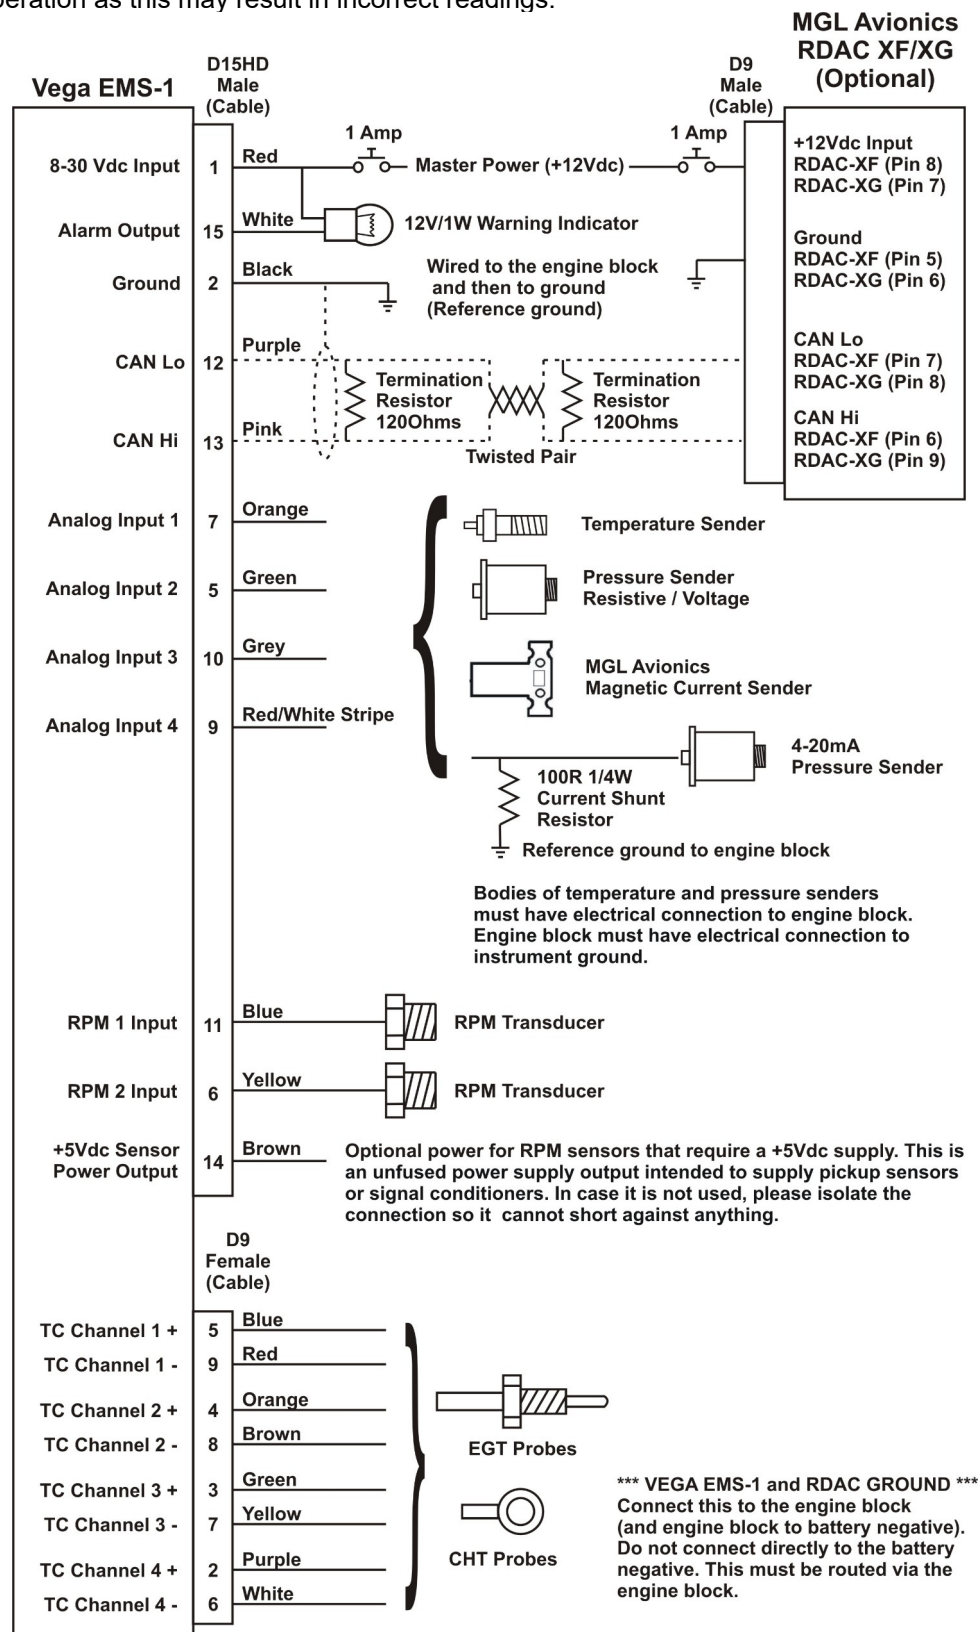 operation as this may result in incorrect readings.
MGL Avionics
RDAC XF/XG
(Optional)
Vega EMS-1
D15HD
Male
(Cable)
D9
Male
(Cable)
8-30 Vdc Input
1
Red
1 Amp
Master Power (+12Vdc)
1 Amp
+12Vdc Input
RDAC-XF (Pin 8)
RDAC-XG (Pin 7)
Alarm Output
15
White
12V/1W Warning Indicator
Ground
2
Black
Wired to the engine block
and then to ground
(Reference ground)
Ground
RDAC-XF (Pin 5)
RDAC-XG (Pin 6)
CAN Lo
12
Purple
Termination
Resistor
120Ohms
Termination
Resistor
120Ohms
CAN Lo
RDAC-XF (Pin 7)
RDAC-XG (Pin 8)
CAN Hi
13
Pink
Twisted Pair
CAN Hi
RDAC-XF (Pin 6)
RDAC-XG (Pin 9)
Analog Input 1
7
Orange
Temperature Sender
Analog Input 2
5
Green
Pressure Sender
Resistive / Voltage
Analog Input 3
10
Grey
MGL Avionics
Magnetic Current Sender
Analog Input 4
9
Red/White Stripe
4-20mA
Pressure Sender
100R 1/4W
Current Shunt
Resistor
Reference ground to engine block
Bodies of temperature and pressure senders
must have electrical connection to engine block.
Engine block must have electrical connection to
instrument ground.
RPM 1 Input
11
Blue
RPM Transducer
RPM 2 Input
6
Yellow
RPM Transducer
+5Vdc Sensor
Power Output
14
Brown
Optional power for RPM sensors that require a +5Vdc supply. This is
an unfused power supply output intended to supply pickup sensors
or signal conditioners. In case it is not used, please isolate the
connection so it cannot short against anything.
D9
Female
(Cable)
TC Channel 1 +
5
Blue
TC Channel 1 -
9
Red
TC Channel 2 +
4
Orange
TC Channel 2 -
8
Brown
TC Channel 3 +
3
Green
TC Channel 3 -
7
Yellow
TC Channel 4 +
2
Purple
TC Channel 4 -
6
White
EGT Probes
CHT Probes
*** VEGA EMS-1 and RDAC GROUND ***
Connect this to the engine block
(and engine block to battery negative).
Do not connect directly to the battery
negative. This must be routed via the
engine block.